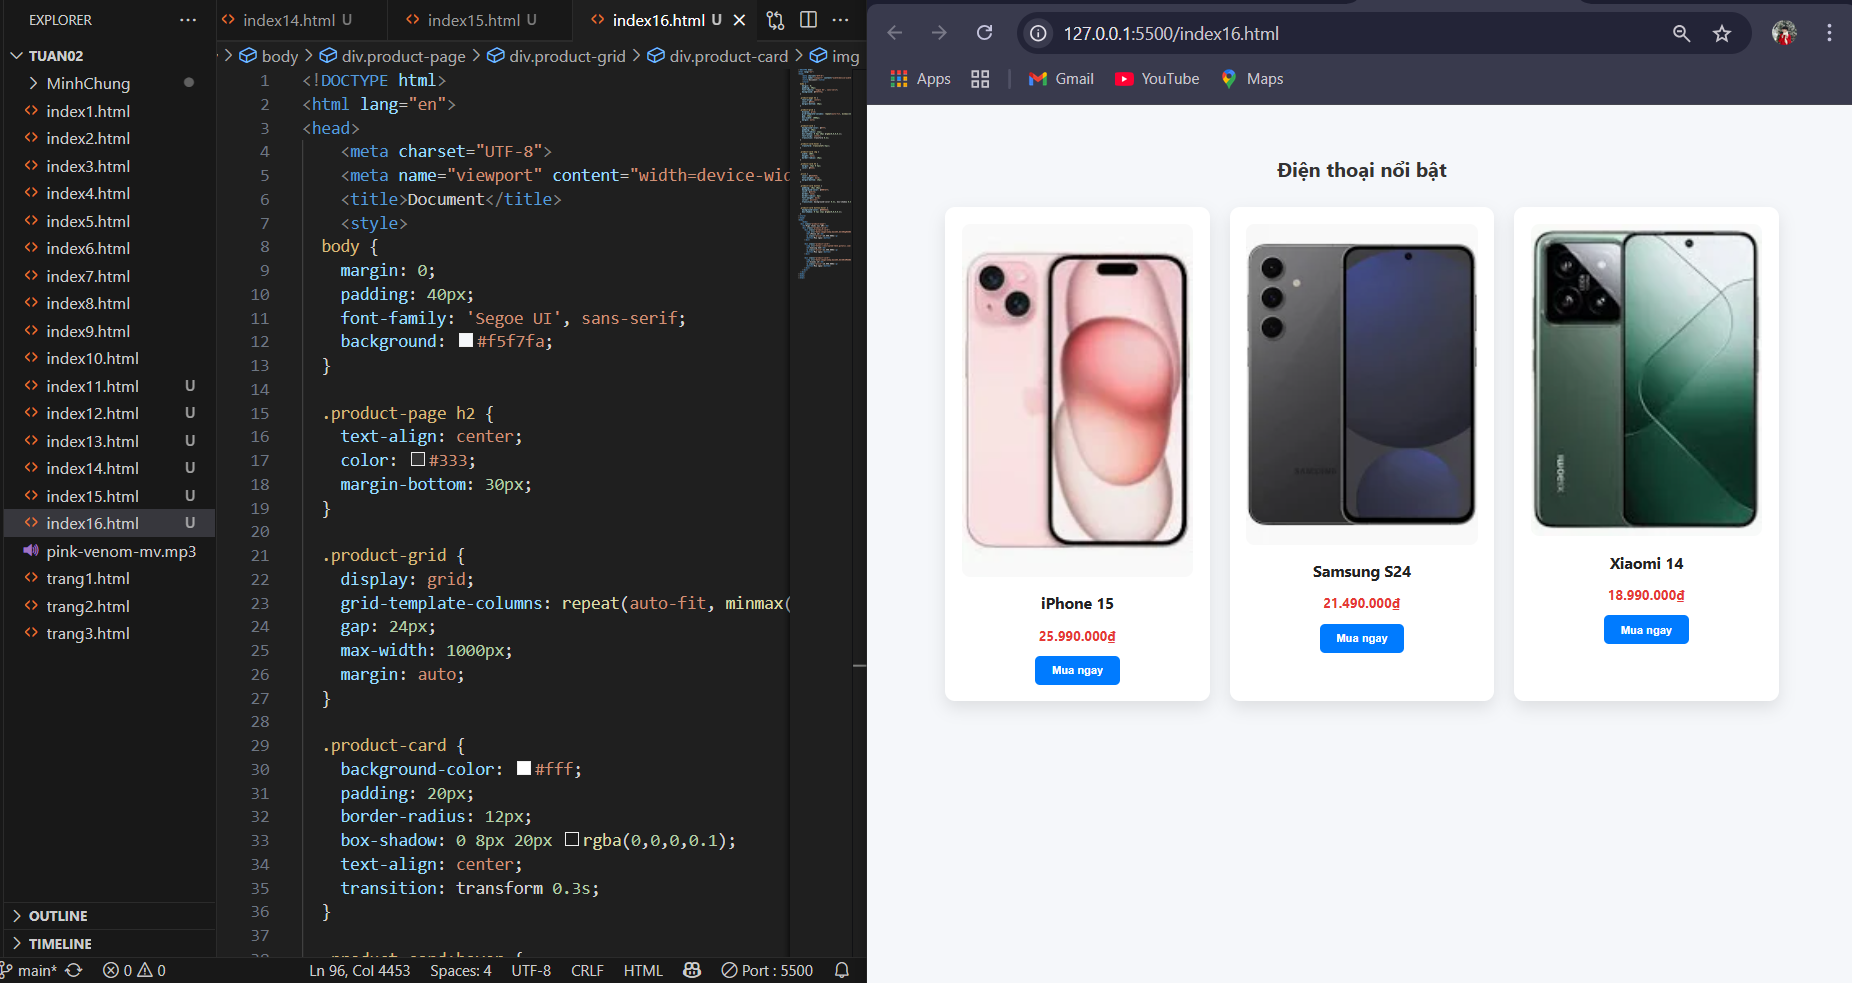 EXPLORER
TUAN02
MinhChung
index1.html
index2.html
index3.html
index4.html
index5.html
index6.html
index7.html
index8.html
index9.html
index10.html
index11.html U
index12.html U
index13.html U
index14.html U
index15.html U
index16.html U
pink-venom-mv.mp3
trang1.html
trang2.html
trang3.html
OUTLINE
TIMELINE
index14.html U
index15.html U
index16.html U
body > div.product-page > div.product-grid > div.product-card > img
1 <!DOCTYPE html>
2 <html lang="en">
3 <head>
4 <meta charset="UTF-8">
5 <meta name="viewport" content="width=device-wid
6 <title>Document</title>
7 <style>
8 body {
9 margin: 0;
10 padding: 40px;
11 font-family: 'Segoe UI', sans-serif;
12 background: #f5f7fa;
13 }
14
15 .product-page h2 {
16 text-align: center;
17 color: #333;
18 margin-bottom: 30px;
19 }
20
21 .product-grid {
22 display: grid;
23 grid-template-columns: repeat(auto-fit, minmax(
24 gap: 24px;
25 max-width: 1000px;
26 margin: auto;
27 }
28
29 .product-card {
30 background-color: #fff;
31 padding: 20px;
32 border-radius: 12px;
33 box-shadow: 0 8px 20px rgba(0,0,0,0.1);
34 text-align: center;
35 transition: transform 0.3s;
36 }
37
38 .product-card:hover {
main* 0 0 Ln 96, Col 4453 Spaces: 4 UTF-8 CRLF HTML Port : 5500
127.0.0.1:5500/index16.html
Apps Gmail YouTube Maps
Điện thoại nổi bật
iPhone 15
25.990.000₫
Mua ngay
SAMSUNG
Samsung S24
21.490.000₫
Mua ngay
xiaomi
Xiaomi 14
18.990.000₫
Mua ngay